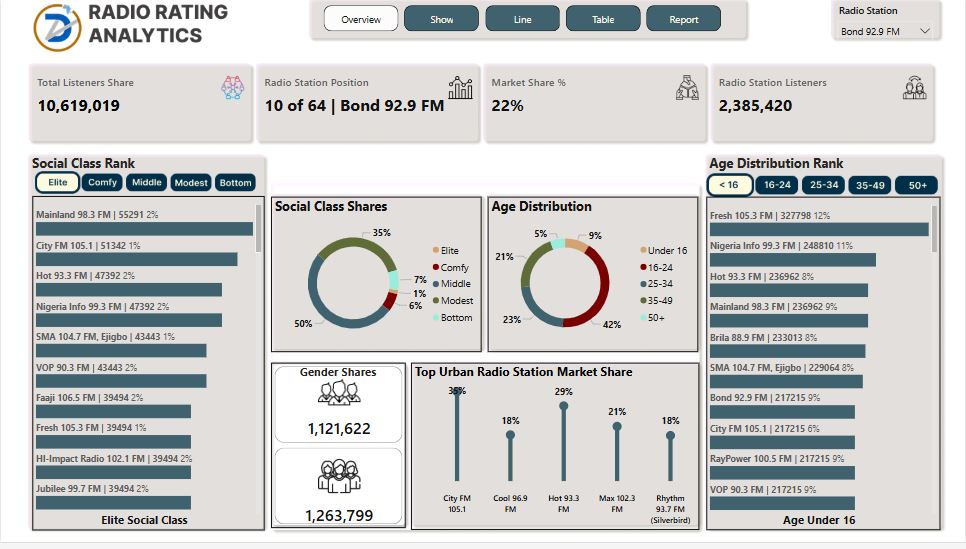 RADIO RATING
ANALYTICS
Overview
Show
Line
Table
Report
Radio Station
Bond 92.9 FM
Total Listeners Share
10,619,019
Radio Station Position
10 of 64 | Bond 92.9 FM
Market Share %
22%
Radio Station Listeners
2,385,420
Social Class Rank
Elite
Comfy
Middle
Modest
Bottom
Mainland 98.3 FM | 55291 2%
City FM 105.1 | 51342 1%
Hot 93.3 FM | 47392 2%
Nigeria Info 99.3 FM | 47392 2%
SMA 104.7 FM, Ejigbo | 43443 1%
VOP 90.3 FM | 43443 2%
Faaji 106.5 FM | 39494 2%
Fresh 105.3 FM | 39494 1%
HI-Impact Radio 102.1 FM | 39494 2%
Jubilee 99.7 FM | 39494 2%
Elite Social Class
Social Class Shares
35%
7%
1%
6%
50%
Elite
Comfy
Middle
Modest
Bottom
Age Distribution
5%
9%
21%
23%
42%
Under 16
16-24
25-34
35-49
50+
Gender Shares
1,121,622
1,263,799
Top Urban Radio Station Market Share
35%
18%
29%
21%
18%
City FM
105.1
Cool 96.9
FM
Hot 93.3
FM
Max 102.3
FM
Rhythm
93.7 FM
(Silverbird)
Age Distribution Rank
< 16
16-24
25-34
35-49
50+
Fresh 105.3 FM | 327798 12%
Nigeria Info 99.3 FM | 248810 11%
Hot 93.3 FM | 236962 8%
Mainland 98.3 FM | 236962 9%
Brila 88.9 FM | 233013 8%
SMA 104.7 FM, Ejigbo | 229064 8%
Bond 92.9 FM | 217215 9%
City FM 105.1 | 217215 6%
RayPower 100.5 FM | 217215 9%
VOP 90.3 FM | 217215 9%
Age Under 16